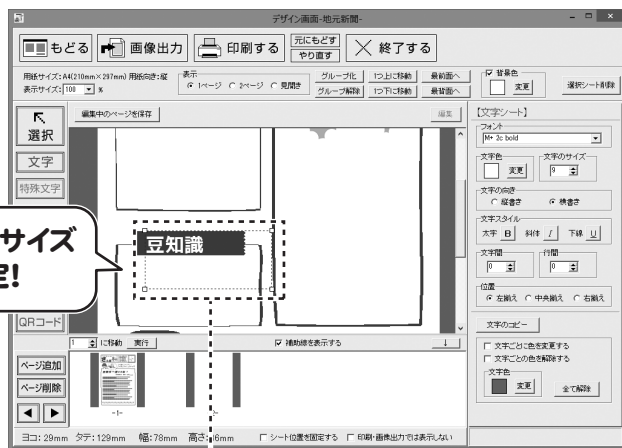 デザイン画面-地元新聞-
もどる 画像出力 印刷する 元にもどす やり直す 終了する
用紙サイズ:A4(210mm×297mm) 用紙向き:縦
表示サイズ: 100 %
表示
1ページ 2ページ 見開き
グループ化 1つ上に移動 最前面へ
グループ解除 1つ下に移動 最背面へ
背景色
変更
選択シート削除
選択
文字
特殊文字
QRコード
ページ追加
ページ削除
編集中のページを保存 編集
サイズ
定!
豆知識
1 に移動 実行 補助線を表示する ↓
-1-
ヨコ: 29mm タテ:129mm 幅:78mm 高さ: 6mm シート位置を固定する 印刷・画像出力では表示しない
【文字シート】
フォント
M+ 2c bold
文字色 文字のサイズ
変更 9
文字の向き
縦書き 横書き
文字スタイル
太字 B 斜体 I 下線 U
文字間 行間
0 0
位置
左揃え 中央揃え 右揃え
文字のコピー
文字ごとに色を変更する
文字ごとの色を解除する
文字色
変更 全て解除